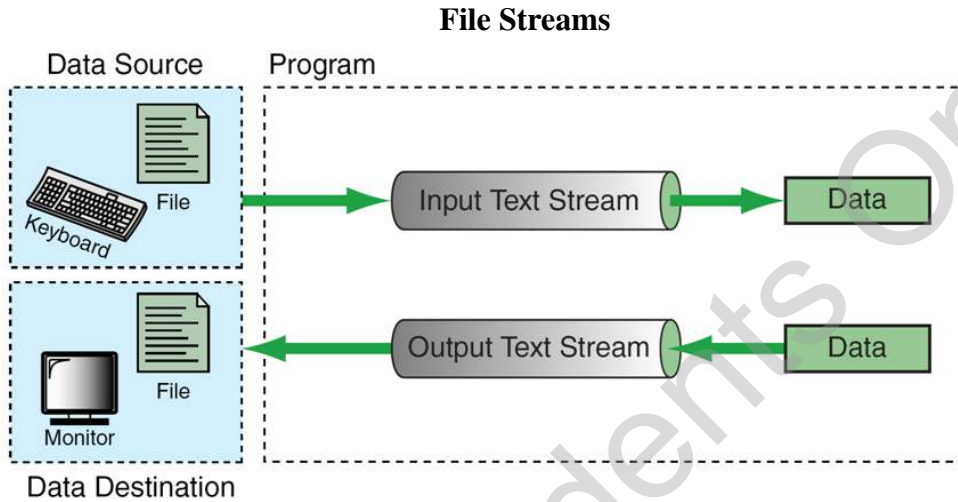 File Streams
Data Source
Program
File
Keyboard
Input Text Stream
Data
File
Monitor
Output Text Stream
Data
Data Destination